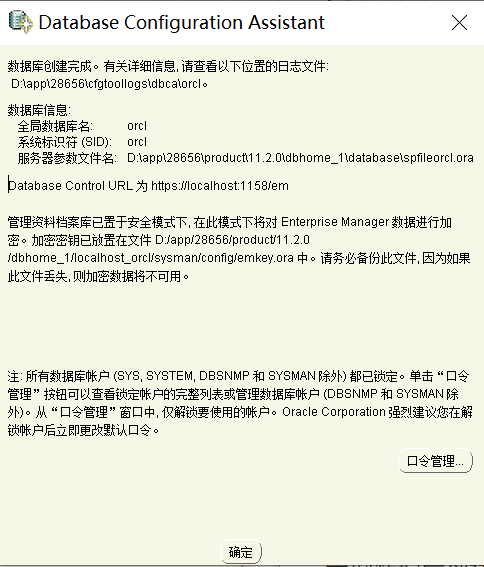 Database Configuration Assistant
数据库创建完成。有关详细信息, 请查看以下位置的日志文件:
D:\app\28656\cfgtoollogs\dbca\orcl。
数据库信息:
全局数据库名: orcl
系统标识符 (SID): orcl
服务器参数文件名: D:\app\28656\product\11.2.0\dbhome_1\database\spfileorcl.ora
Database Control URL 为 https://localhost:1158/em
管理资料档案库已置于安全模式下, 在此模式下将对 Enterprise Manager 数据进行加
密。加密密钥已放置在文件 D:/app/28656/product/11.2.0
/dbhome_1/localhost_orcl/sysman/config/emkey.ora 中。请务必备份此文件, 因为如果
此文件丢失, 则加密数据将不可用。
注: 所有数据库帐户 (SYS, SYSTEM, DBSNMP 和 SYSMAN 除外) 都已锁定。单击“口令
管理”按钮可以查看锁定帐户的完整列表或管理数据库帐户 (DBSNMP 和 SYSMAN 除
外)。从“口令管理”窗口中, 仅解锁要使用的帐户。Oracle Corporation 强烈建议您在解
锁帐户后立即更改默认口令。
口令管理...
确定